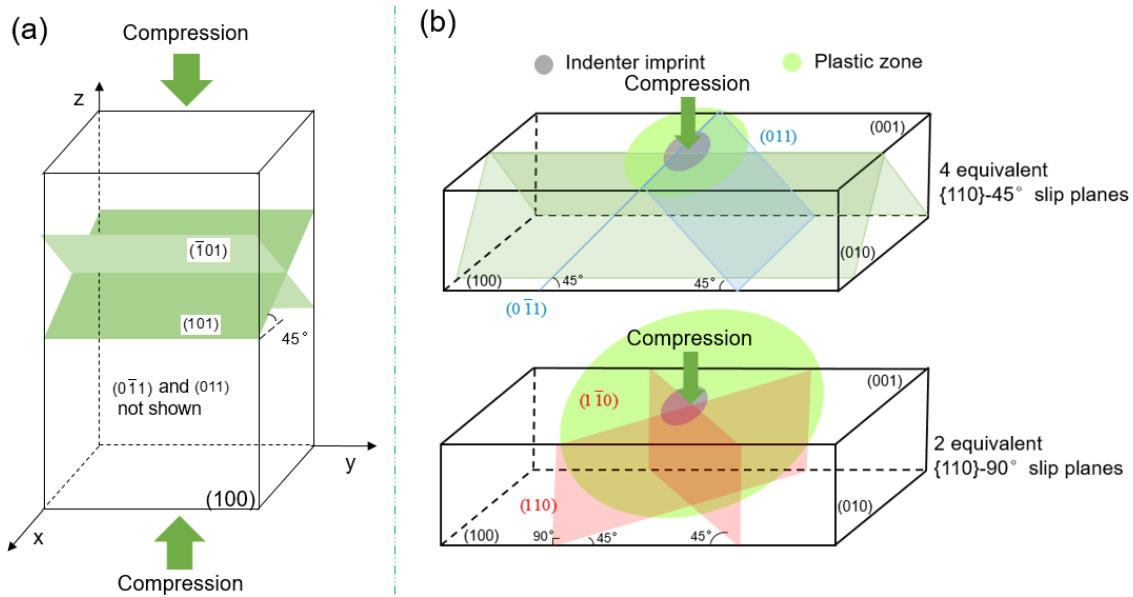 (a)
Compression
z
(1̅01)
(101)
45°
(01̅1) and (011)
not shown
(100)
y
x
Compression
(b)
Indenter imprint
Plastic zone
Compression
(011)
(001)
4 equivalent
{110}-45° slip planes
(010)
(100)
45°
45°
(01̅1)
Compression
(001)
(11̅0)
2 equivalent
{110}-90° slip planes
(110)
(010)
(100)
90°
45°
45°